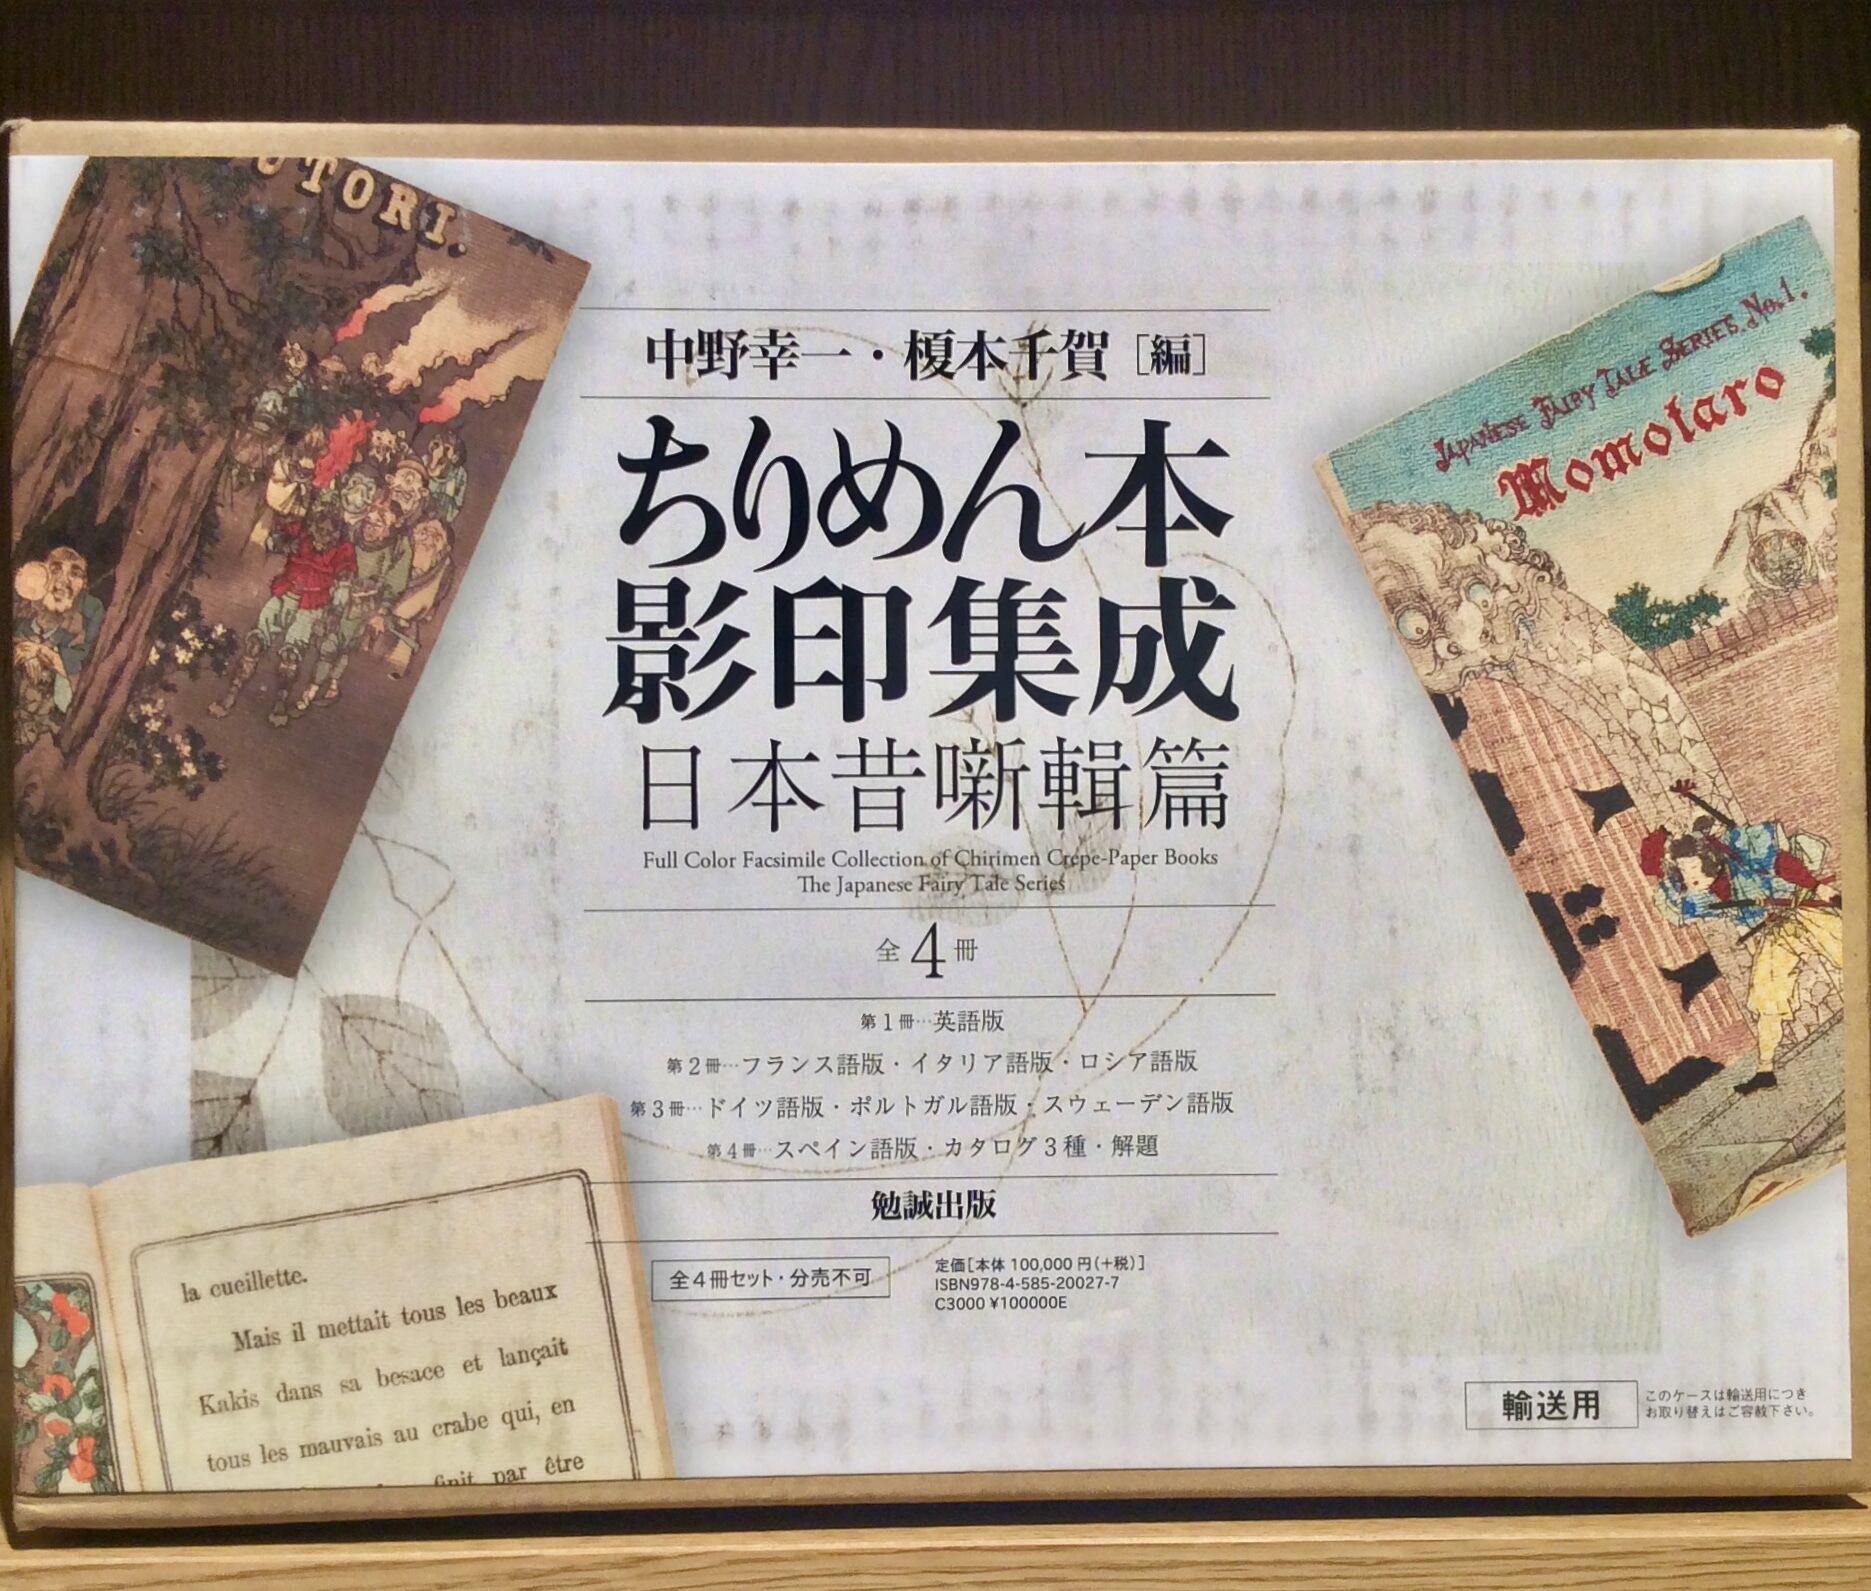 UTORI.
JAPANESE FAIRY TALE SERIES, No. 1.
Momotaro
中野幸一・榎本千賀［編］
ちりめん本
影印集成
日本昔噺輯篇
Full Color Facsimile Collection of Chirimen Crepe-Paper Books
The Japanese Fairy Tale Series
全4冊
第1冊…英語版
第2冊…フランス語版・イタリア語版・ロシア語版
第3冊…ドイツ語版・ポルトガル語版・スウェーデン語版
第4冊…スペイン語版・カタログ3種・解題
勉誠出版
全4冊セット・分売不可
定価[本体 100,000 円(+税)]
ISBN978-4-585-20027-7
C3000 ¥100000E
la cueillette.
Mais il mettait tous les beaux
Kakis dans sa besace et lançait
tous les mauvais au crabe qui, en
finit par être
輸送用
このケースは輸送用につき
お取り替えはご容赦下さい。